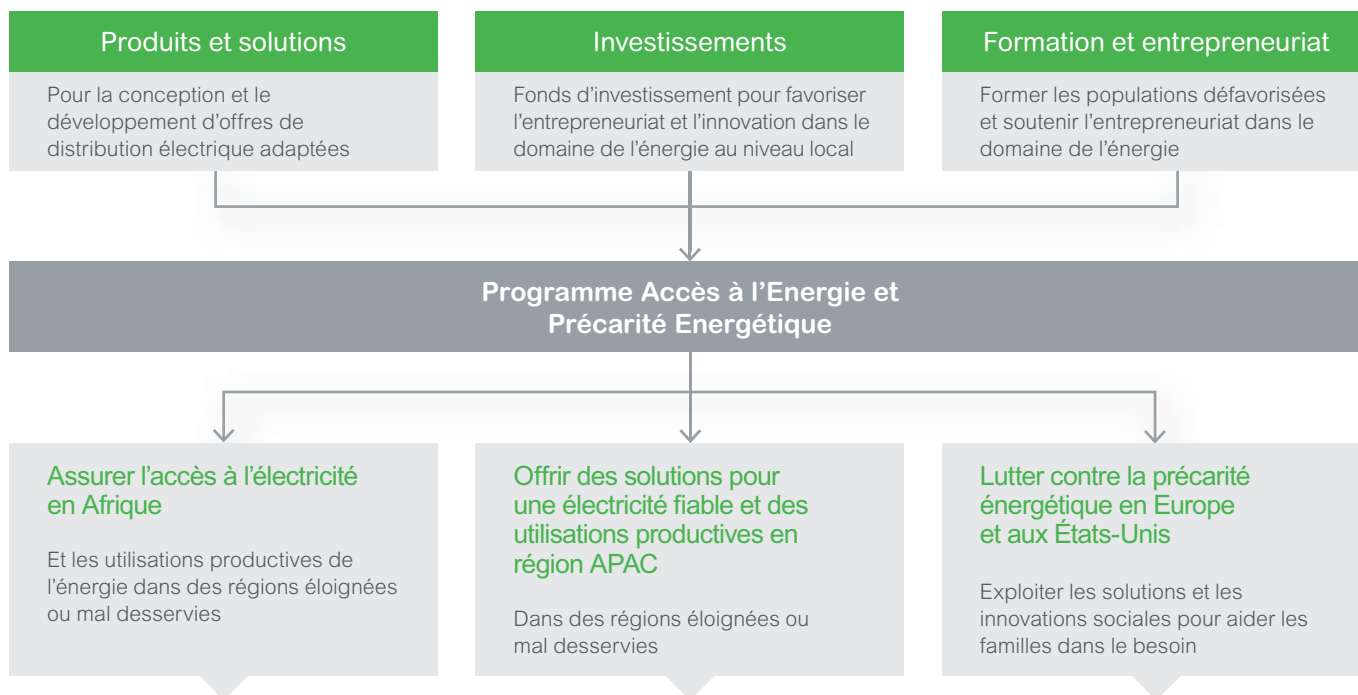 Produits et solutions
Pour la conception et le
développement d’offres de
distribution électrique adaptées
Investissements
Fonds d’investissement pour favoriser
l’entrepreneuriat et l’innovation dans le
domaine de l’énergie au niveau local
Formation et entrepreneuriat
Former les populations défavorisées
et soutenir l’entrepreneuriat dans le
domaine de l’énergie
Programme Accès à l’Energie et
Précarité Energétique
Assurer l’accès à l’électricité
en Afrique
Et les utilisations productives de
l’énergie dans des régions éloignées
ou mal desservies
Offrir des solutions pour
une électricité fiable et des
utilisations productives en
région APAC
Dans des régions éloignées ou
mal desservies
Lutter contre la précarité
énergétique en Europe
et aux États-Unis
Exploiter les solutions et les
innovations sociales pour aider les
familles dans le besoin